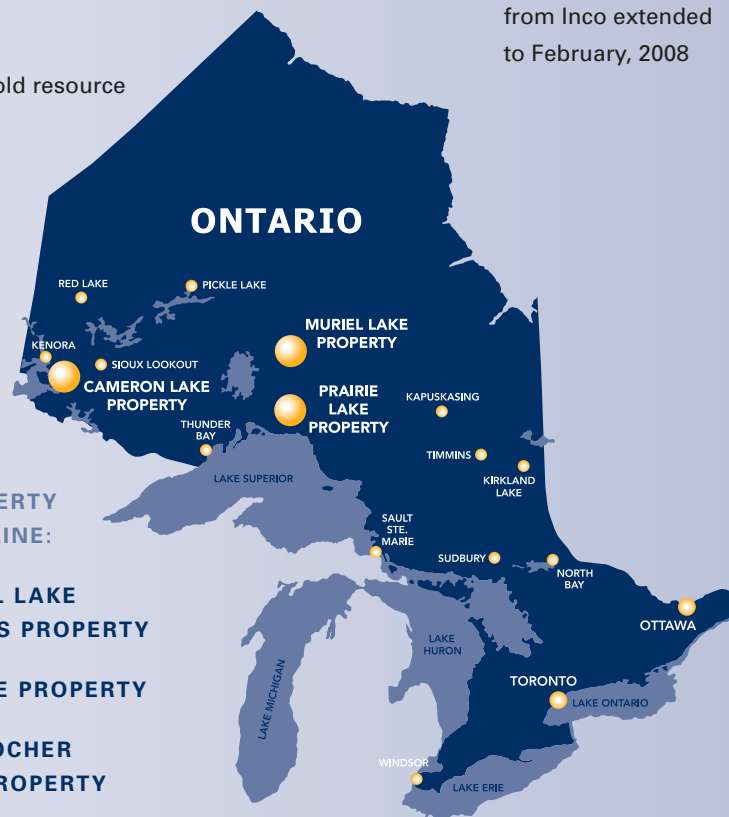 from Inco extended
to February, 2008
old resource
ONTARIO
RED LAKE
PICKLE LAKE
MURIEL LAKE
PROPERTY
KENORA
SIOUX LOOKOUT
CAMERON LAKE
PROPERTY
PRAIRIE
LAKE
PROPERTY
KAPUSKASING
THUNDER
BAY
TIMMINS
KIRKLAND
LAKE
LAKE SUPERIOR
ERTY
LINE:
SAULT
STE.
MARIE
SUDBURY
NORTH
BAY
L LAKE
S PROPERTY
OTTAWA
LAKE
HURON
LAKE MICHIGAN
E PROPERTY
TORONTO
LAKE ONTARIO
OCHER
ROPERTY
WINDSOR
LAKE ERIE